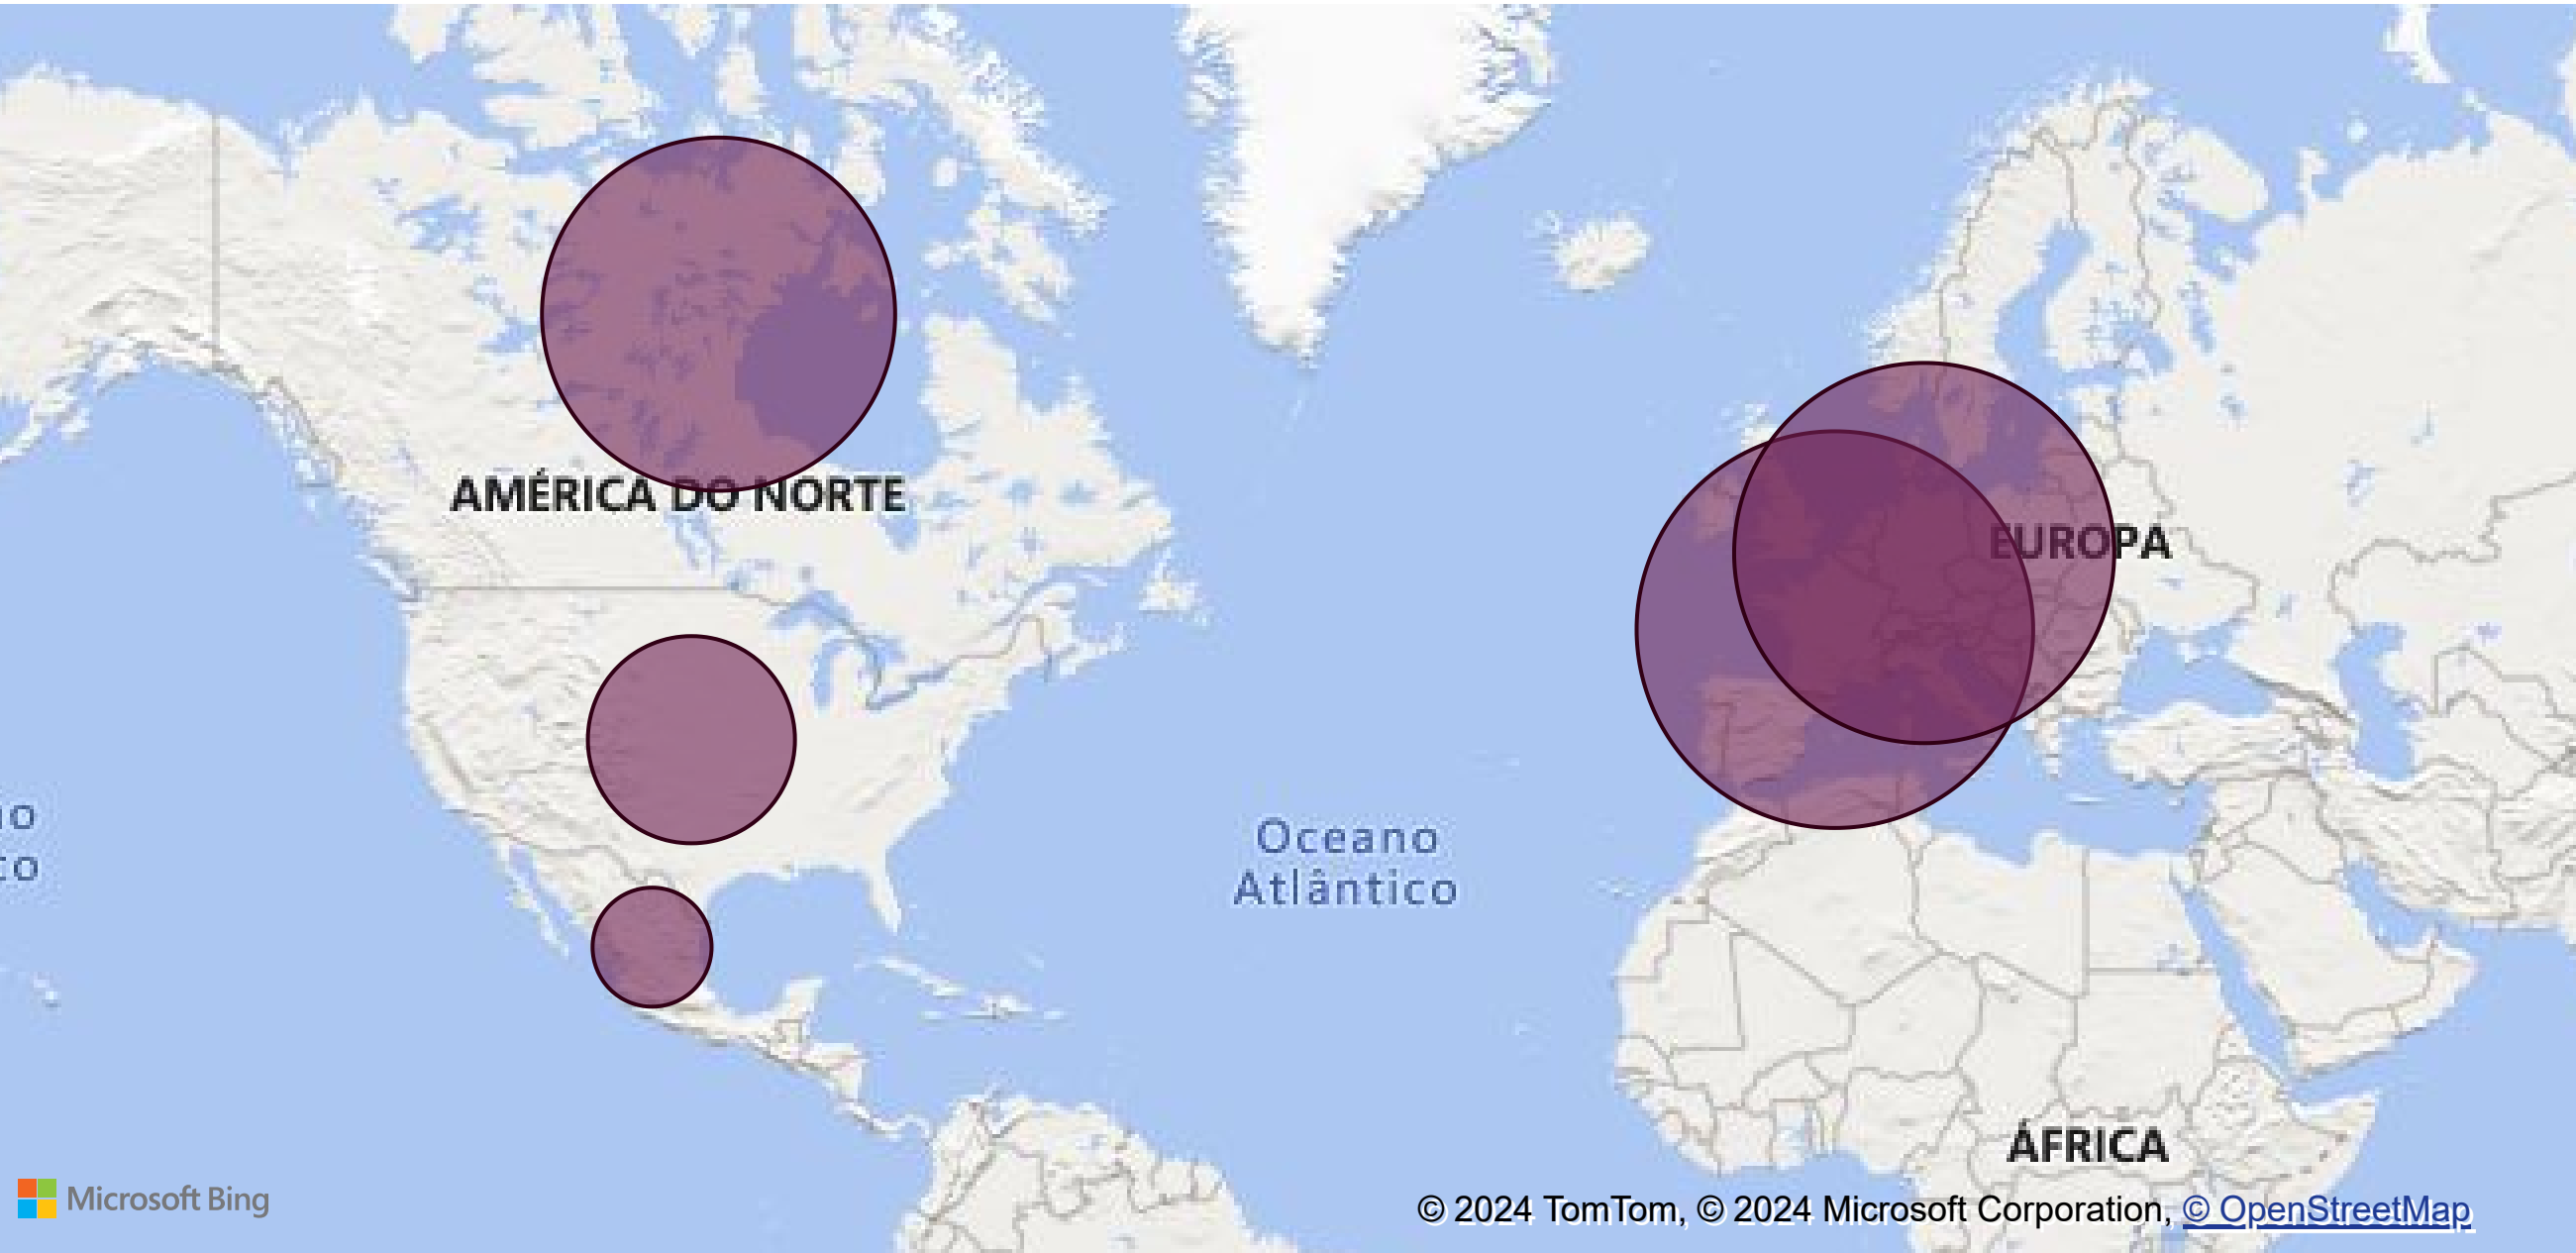 AMÉRICA DO NORTE
EUROPA
Oceano
Atlântico
ÁFRICA
Microsoft Bing
© 2024 TomTom, © 2024 Microsoft Corporation, © OpenStreetMap